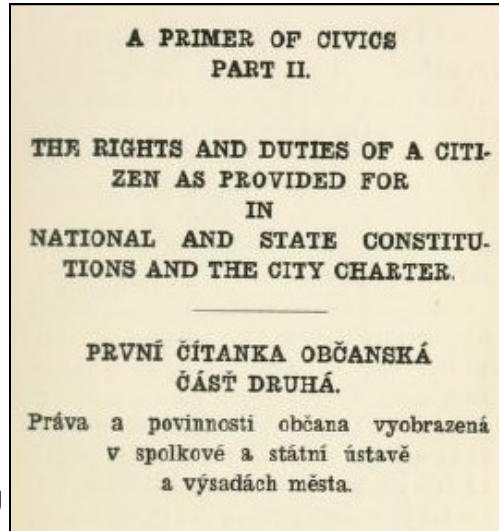 A PRIMER OF CIVICS
PART II.
THE RIGHTS AND DUTIES OF A CITI-
ZEN AS PROVIDED FOR
IN
NATIONAL AND STATE CONSTITU-
TIONS AND THE CITY CHARTER.
PRVNÍ ČÍTANKA OBČANSKÁ
ČÁSŤ DRUHÁ.
Práva a povinnosti občana vyobrazená
v spolkové a státní ústavě
a výsadách města.